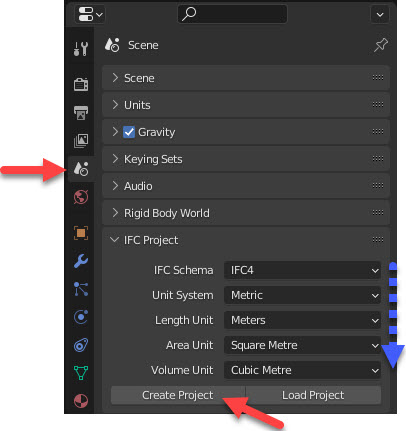 Scene
Scene
Units
Gravity
Keying Sets
Audio
Rigid Body World
IFC Project
IFC Schema IFC4
Unit System Metric
Length Unit Meters
Area Unit Square Metre
Volume Unit Cubic Metre
Create Project Load Project